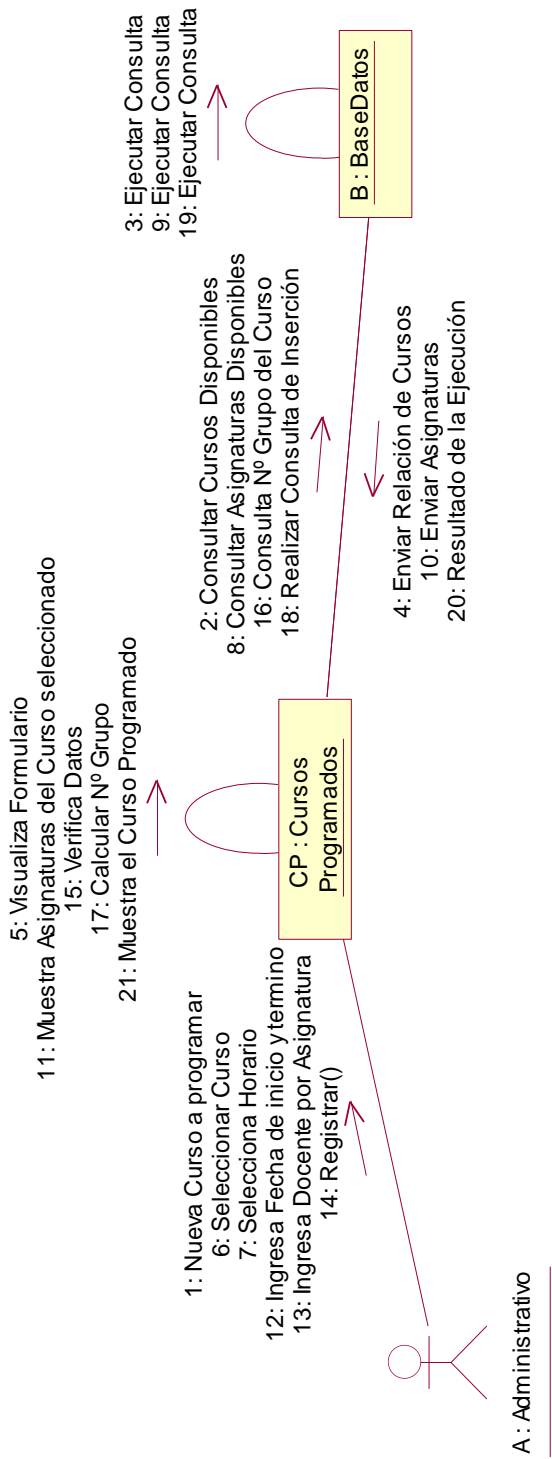 5: Visualiza Formulario
11: Muestra Asignaturas del Curso seleccionado
15: Verifica Datos
17: Calcular Nº Grupo
21: Muestra el Curso Programado
3: Ejecutar Consulta
9: Ejecutar Consulta
19: Ejecutar Consulta
1: Nueva Curso a programar
6: Seleccionar Curso
7: Selecciona Horario
12: Ingresa Fecha de inicio y termino
13: Ingresa Docente por Asignatura
14: Registrar()
2: Consultar Cursos Disponibles
8: Consultar Asignaturas Disponibles
16: Consulta Nº Grupo del Curso
18: Realizar Consulta de Inserción
CP : Cursos
Programados
B : BaseDatos
4: Enviar Relación de Cursos
10: Enviar Asignaturas
20: Resultado de la Ejecución
A : Administrativo